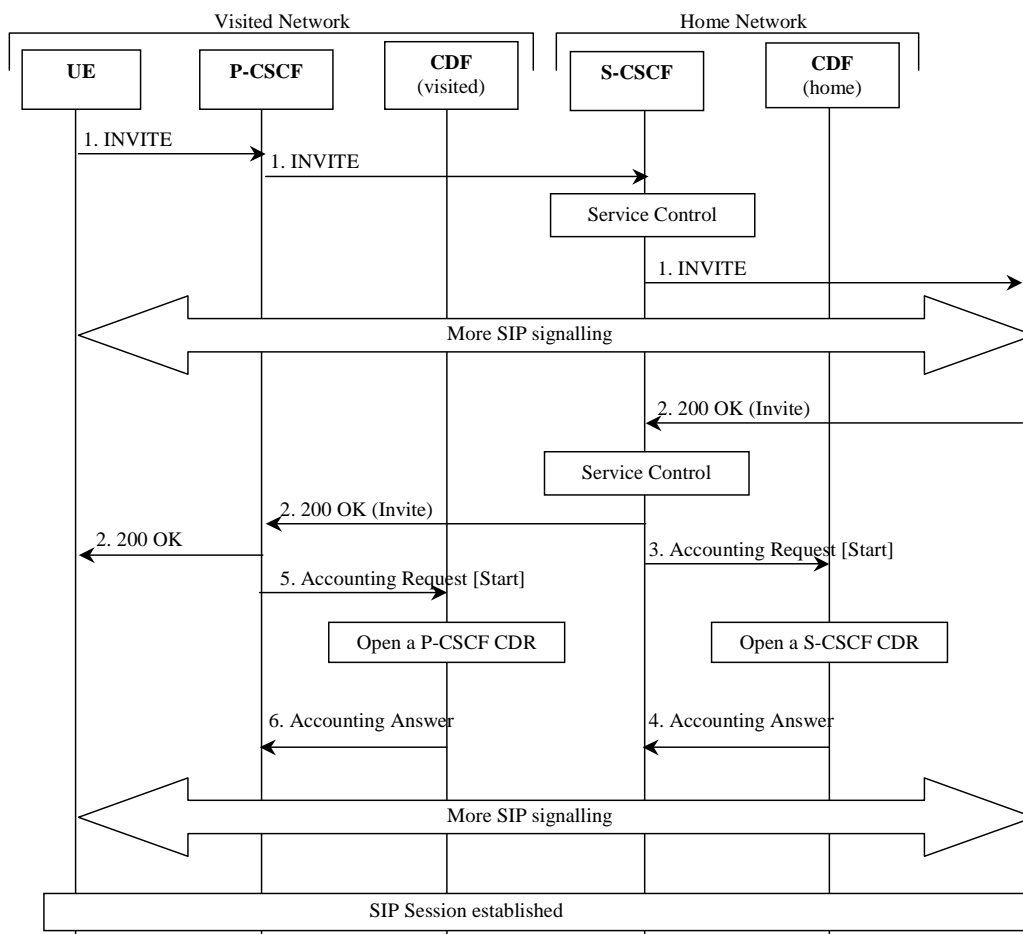 Visited Network
Home Network
UE
P-CSCF
CDF
(visited)
S-CSCF
CDF
(home)
1. INVITE
1. INVITE
Service Control
1. INVITE
More SIP signalling
2. 200 OK (Invite)
Service Control
2. 200 OK (Invite)
2. 200 OK
3. Accounting Request [Start]
5. Accounting Request [Start]
Open a P-CSCF CDR
Open a S-CSCF CDR
6. Accounting Answer
4. Accounting Answer
More SIP signalling
SIP Session established